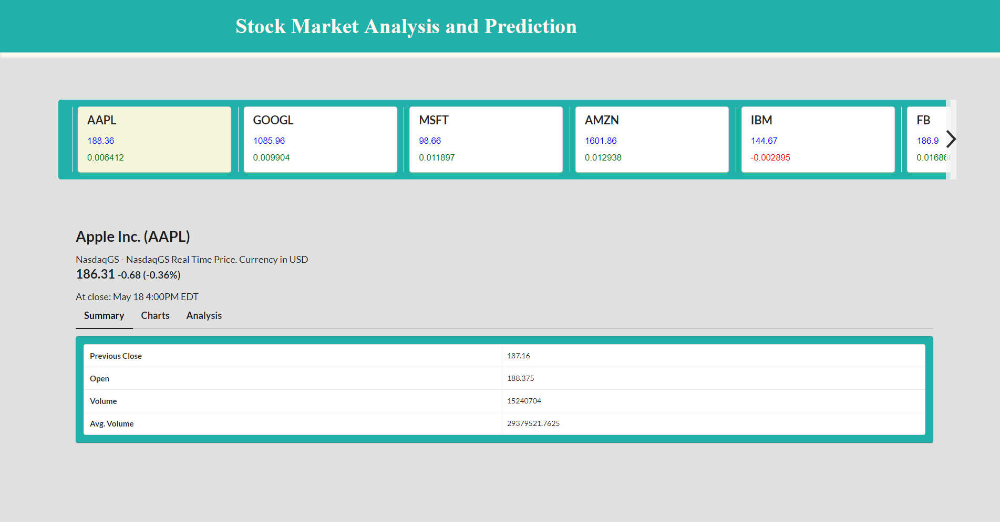 Stock Market Analysis and Prediction
AAPL
188.36
0.006412
GOOGL
1085.96
0.009904
MSFT
98.66
0.011897
AMZN
1601.86
0.012938
IBM
144.67
-0.002895
FB
186.9
0.016866
Apple Inc. (AAPL)
NasdaqGS - NasdaqGS Real Time Price. Currency in USD
186.31 -0.68 (-0.36%)
At close: May 18 4:00PM EDT
Summary Charts Analysis
Previous Close 187.16
Open 188.375
Volume 15240704
Avg. Volume 29379521.7625